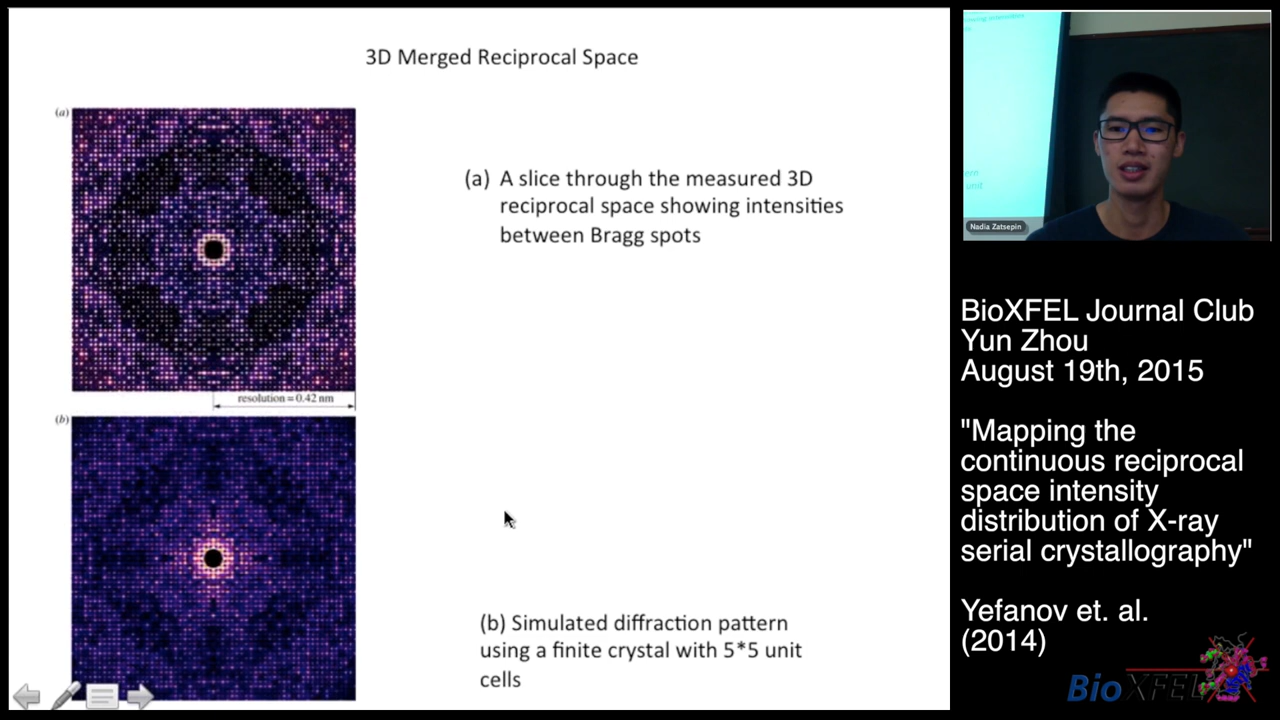 3D Merged Reciprocal Space
(a)
resolution = 0.42 nm
(b)
(a) A slice through the measured 3D
reciprocal space showing intensities
between Bragg spots
(b) Simulated diffraction pattern
using a finite crystal with 5*5 unit
cells
Nadia Zatsepin
BioXFEL Journal Club
Yun Zhou
August 19th, 2015
"Mapping the
continuous reciprocal
space intensity
distribution of X-ray
serial crystallography"
Yefanov et. al.
(2014)
BioXFEL